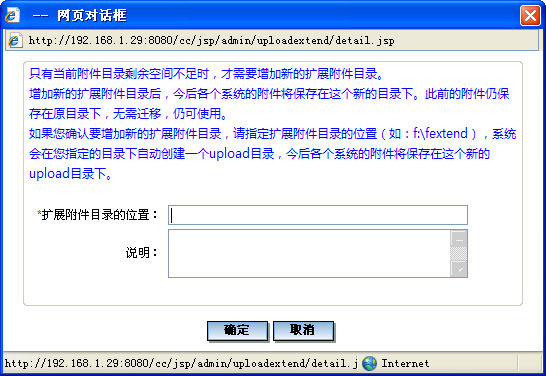 -- 网页对话框
http://192.168.1.29:8080/cc/jsp/admin/uploadextend/detail.jsp
只有当前附件目录剩余空间不足时，才需要增加新的扩展附件目录。
增加新的扩展附件目录后，今后各个系统的附件将保存在这个新的目录下。此前的附件仍保
存在原目录下，无需迁移，仍可使用。
如果您确认要增加新的扩展附件目录，请指定扩展附件目录的位置（如：f:\fextend），系统
会在您指定的目录下自动创建一个upload目录，今后各个系统的附件将保存在这个新的
upload目录下。
*扩展附件目录的位置：
说明：
确定 取消
http://192.168.1.29:8080/cc/jsp/admin/uploadextend/detail.j Internet